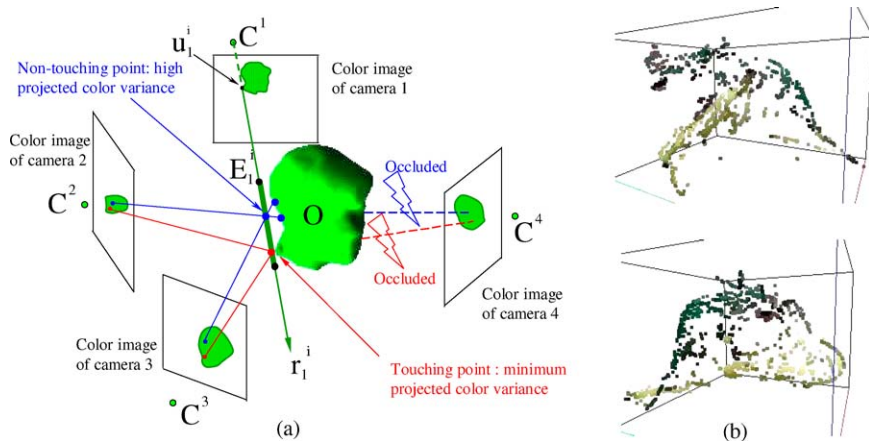 u₁ⁱ
C¹
Non-touching point: high
projected color variance
Color image
of camera 1
Color image
of camera 2
E₁ⁱ
Occluded
C²
O
C⁴
Occluded
Color image
of camera 4
Color image
of camera 3
r₁ⁱ
Touching point : minimum
projected color variance
C³
(a)
(b)